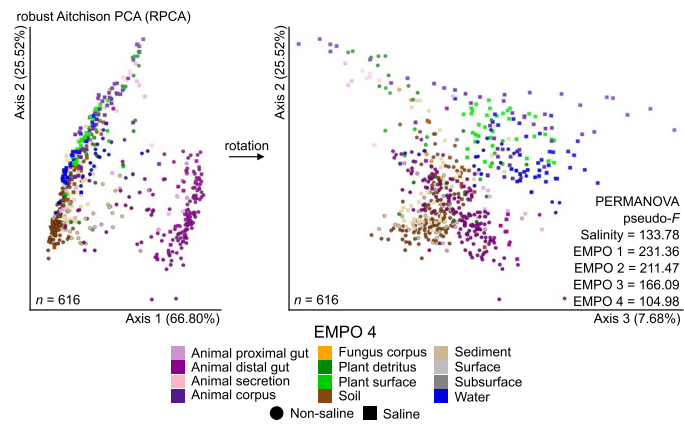 robust Aitchison PCA (RPCA)
Axis 2 (25.52%)
n = 616
Axis 1 (66.80%)
rotation
Axis 2 (25.52%)
PERMANOVA
pseudo-F
Salinity = 133.78
EMPO 1 = 231.36
EMPO 2 = 211.47
EMPO 3 = 166.09
EMPO 4 = 104.98
n = 616
Axis 3 (7.68%)
EMPO 4
Animal proximal gut
Animal distal gut
Animal secretion
Animal corpus
Fungus corpus
Plant detritus
Plant surface
Soil
Sediment
Surface
Subsurface
Water
Non-saline
Saline